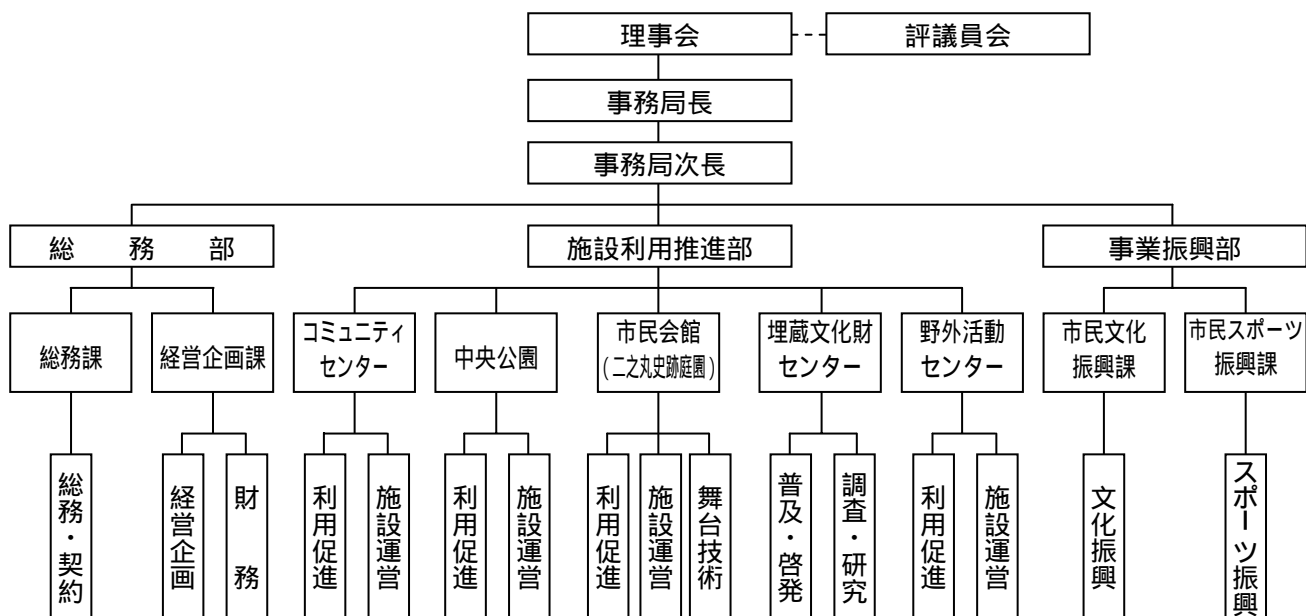 理事会
評議員会
事務局長
事務局次長
総務部
施設利用推進部
事業振興部
総務課
経営企画課
コミュニティ
センター
中央公園
市民会館
(二之丸史跡庭園)
埋蔵文化財
センター
野外活動
センター
市民文化
振興課
市民スポーツ
振興課
総務・契約
経営企画
財務
利用促進
施設運営
利用促進
施設運営
利用促進
施設運営
舞台技術
普及・啓発
調査・研究
利用促進
施設運営
文化振興
スポーツ振興